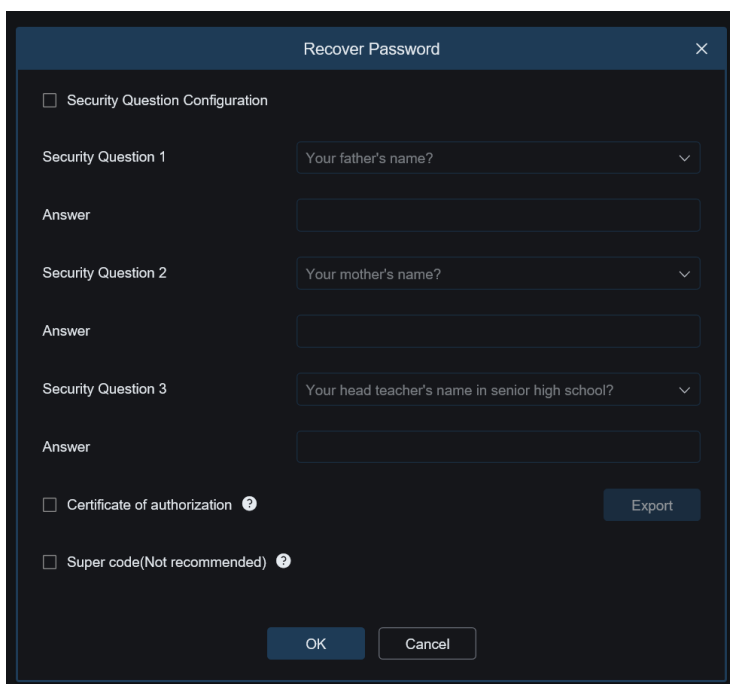 Recover Password
Security Question Configuration
Security Question 1
Your father's name?
Answer
Security Question 2
Your mother's name?
Answer
Security Question 3
Your head teacher's name in senior high school?
Answer
Certificate of authorization ?
Export
Super code(Not recommended) ?
OK
Cancel